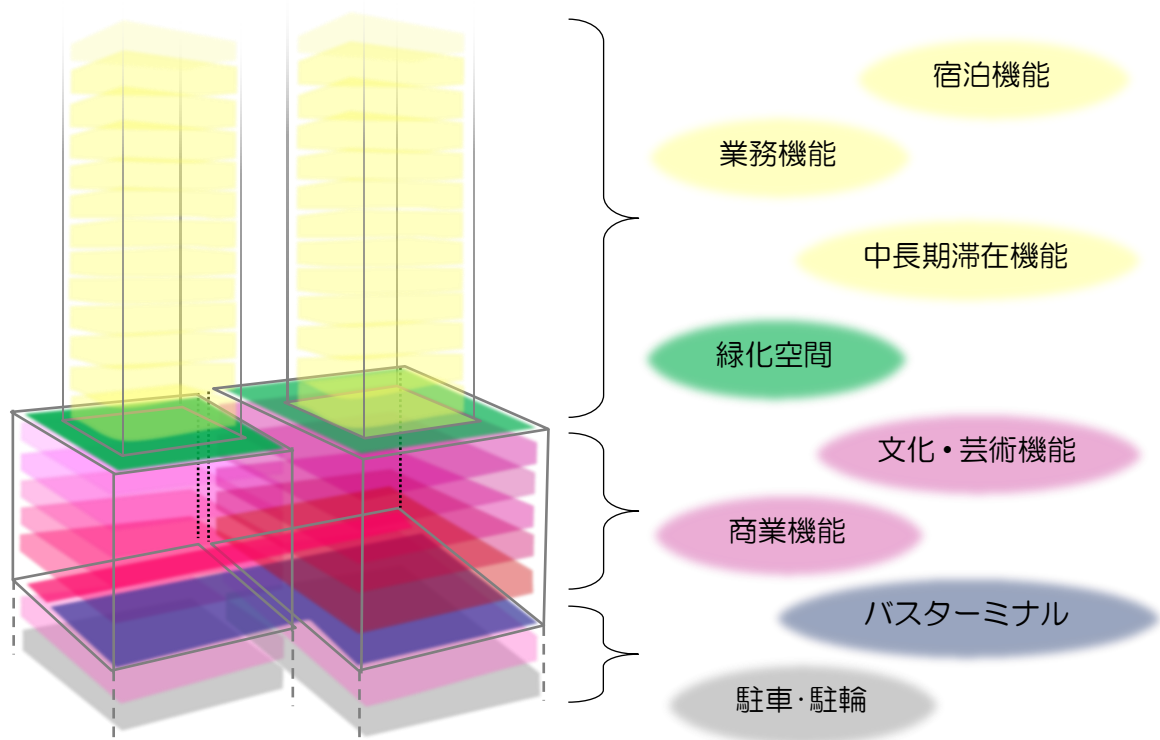 宿泊機能
業務機能
中長期滞在機能
緑化空間
文化・芸術機能
商業機能
バスターミナル
駐車・駐輪